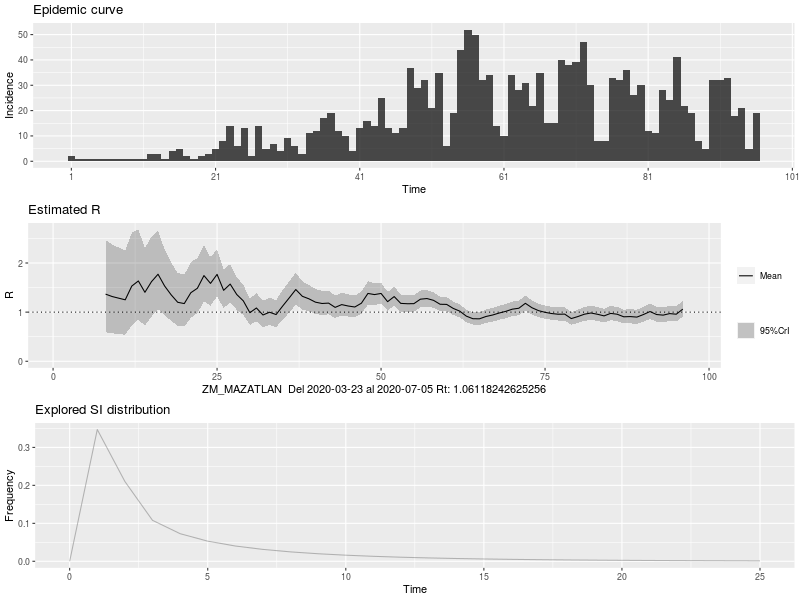 Epidemic curve
50
40
30
20
10
0
Incidence
1
21
41
61
81
101
Time
Estimated R
2
1
0
R
0
25
50
75
100
ZM_MAZATLAN Del 2020-03-23 al 2020-07-05 Rt: 1.06118242625256
Mean
95%CrI
Explored SI distribution
0.3
0.2
0.1
0.0
Frequency
0
5
10
15
20
25
Time